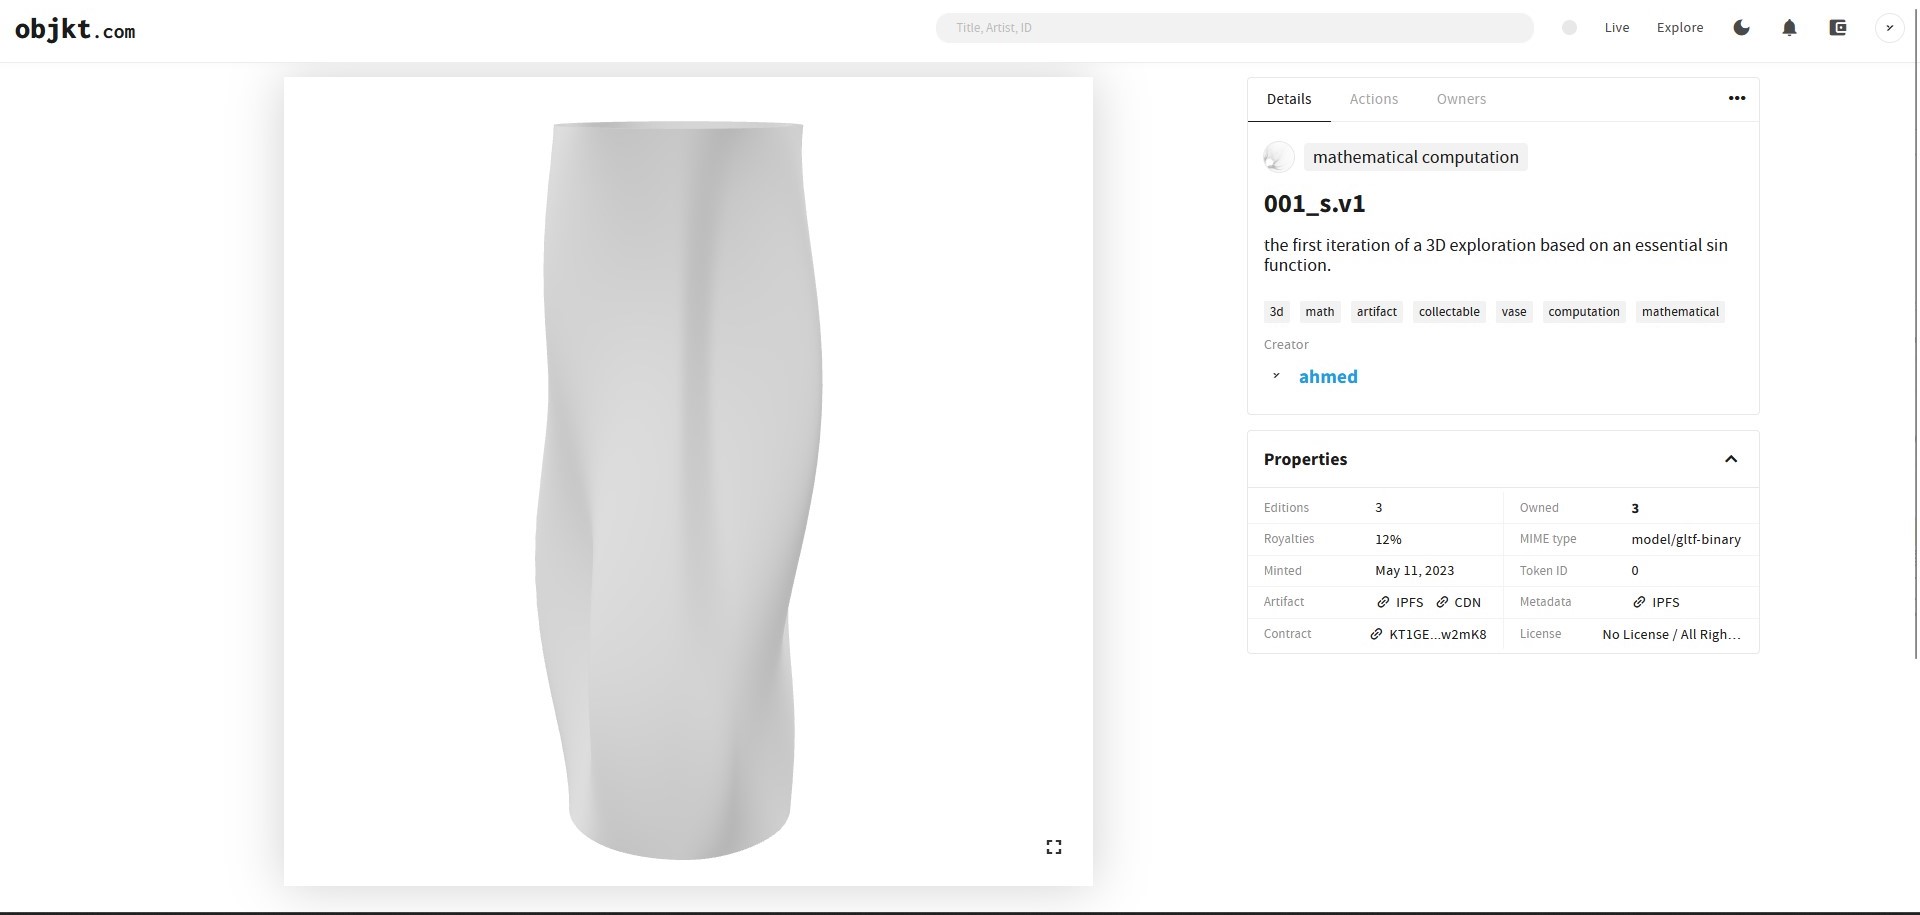 objkt.com
Title, Artist, ID
Live
Explore
Details
Actions
Owners
mathematical computation
001_s.v1
the first iteration of a 3D exploration based on an essential sin
function.
3d
math
artifact
collectable
vase
computation
mathematical
Creator
ahmed
Properties
Editions 3
Owned 3
Royalties 12%
MIME type model/gltf-binary
Minted May 11, 2023
Token ID 0
Artifact IPFS CDN
Metadata IPFS
Contract KT1GE...w2mK8
License No License / All Righ…